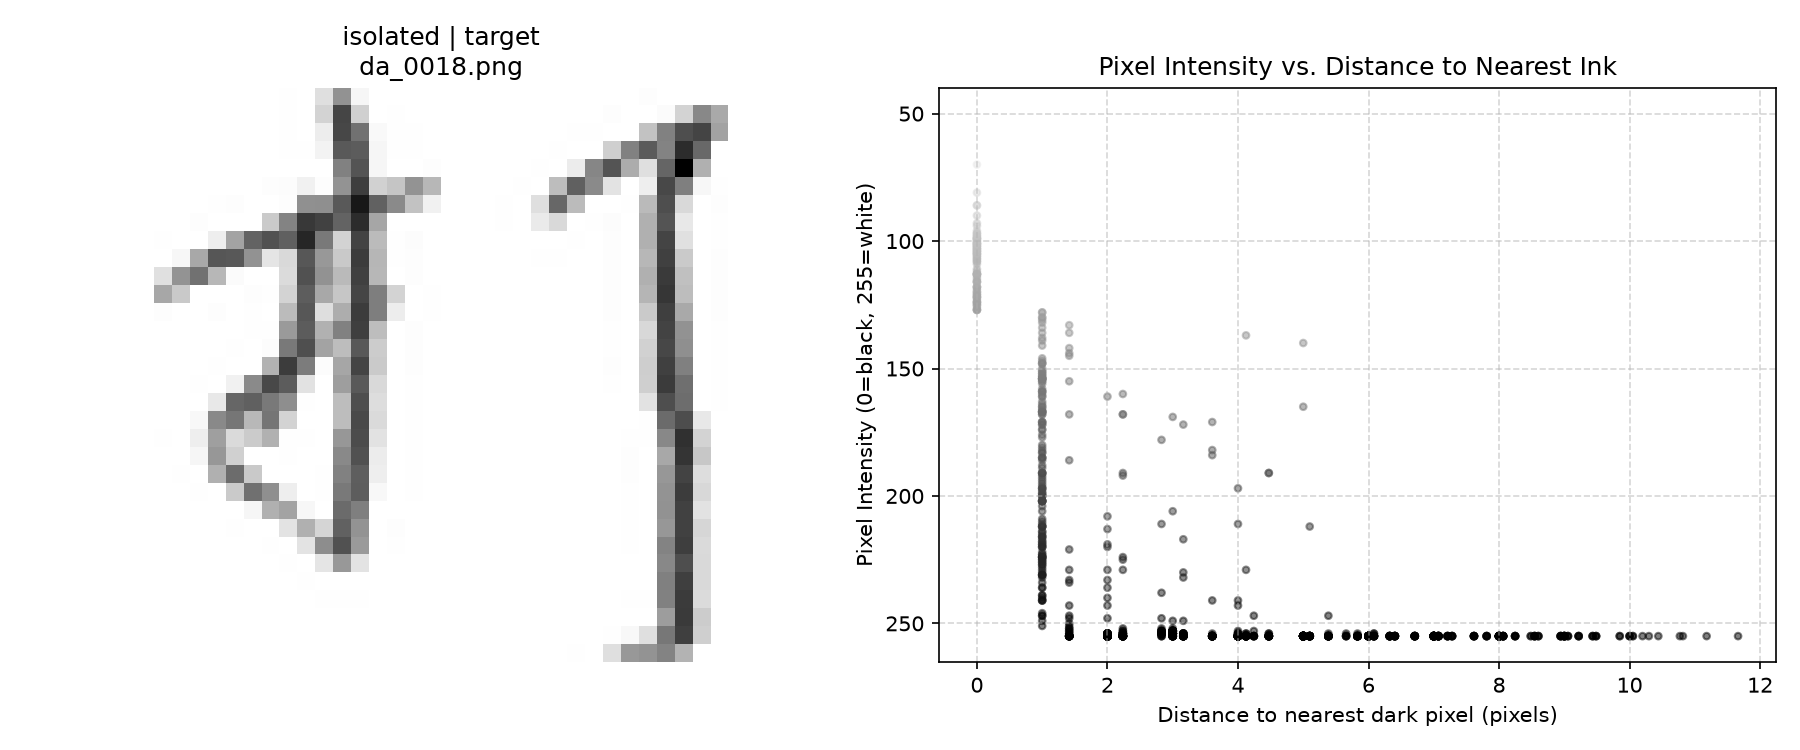 isolated | target
da_0018.png
Pixel Intensity vs. Distance to Nearest Ink
Pixel Intensity (0=black, 255=white)
50
100
150
200
250
0 2 4 6 8 10 12
Distance to nearest dark pixel (pixels)